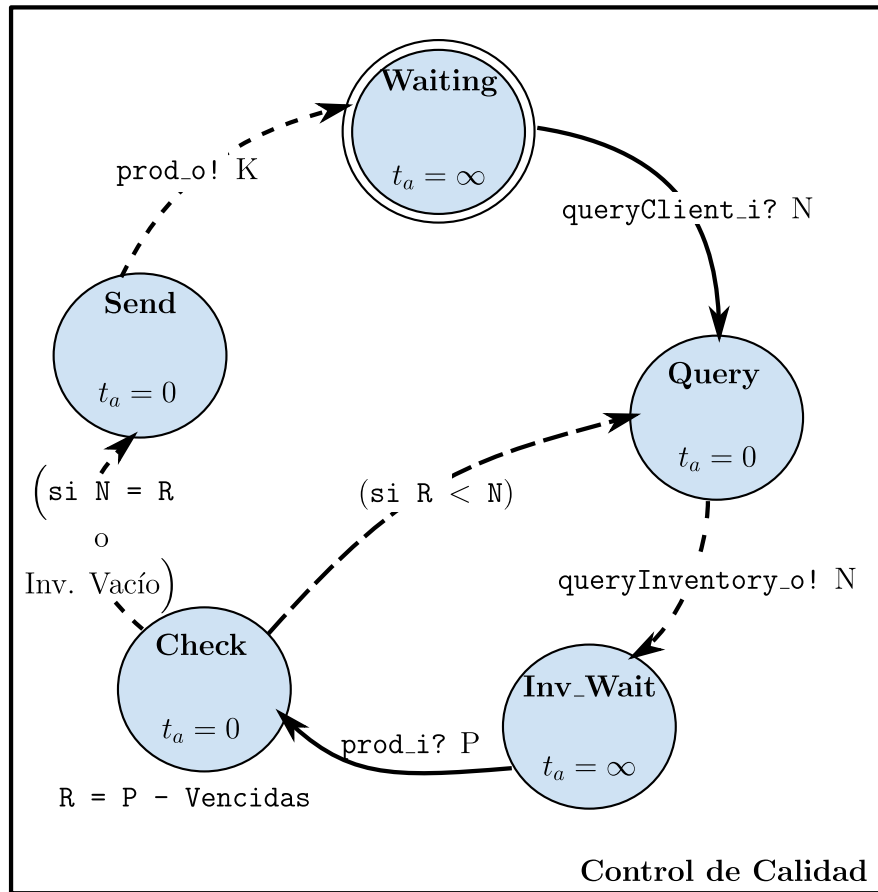 Waiting
t_a = ∞
prod_o! K
queryClient_i? N
Send
t_a = 0
Query
t_a = 0
(si N = R
o
Inv. Vacío)
(si R < N)
queryInventory_o! N
Check
t_a = 0
Inv_Wait
t_a = ∞
prod_i? P
R = P - Vencidas
Control de Calidad